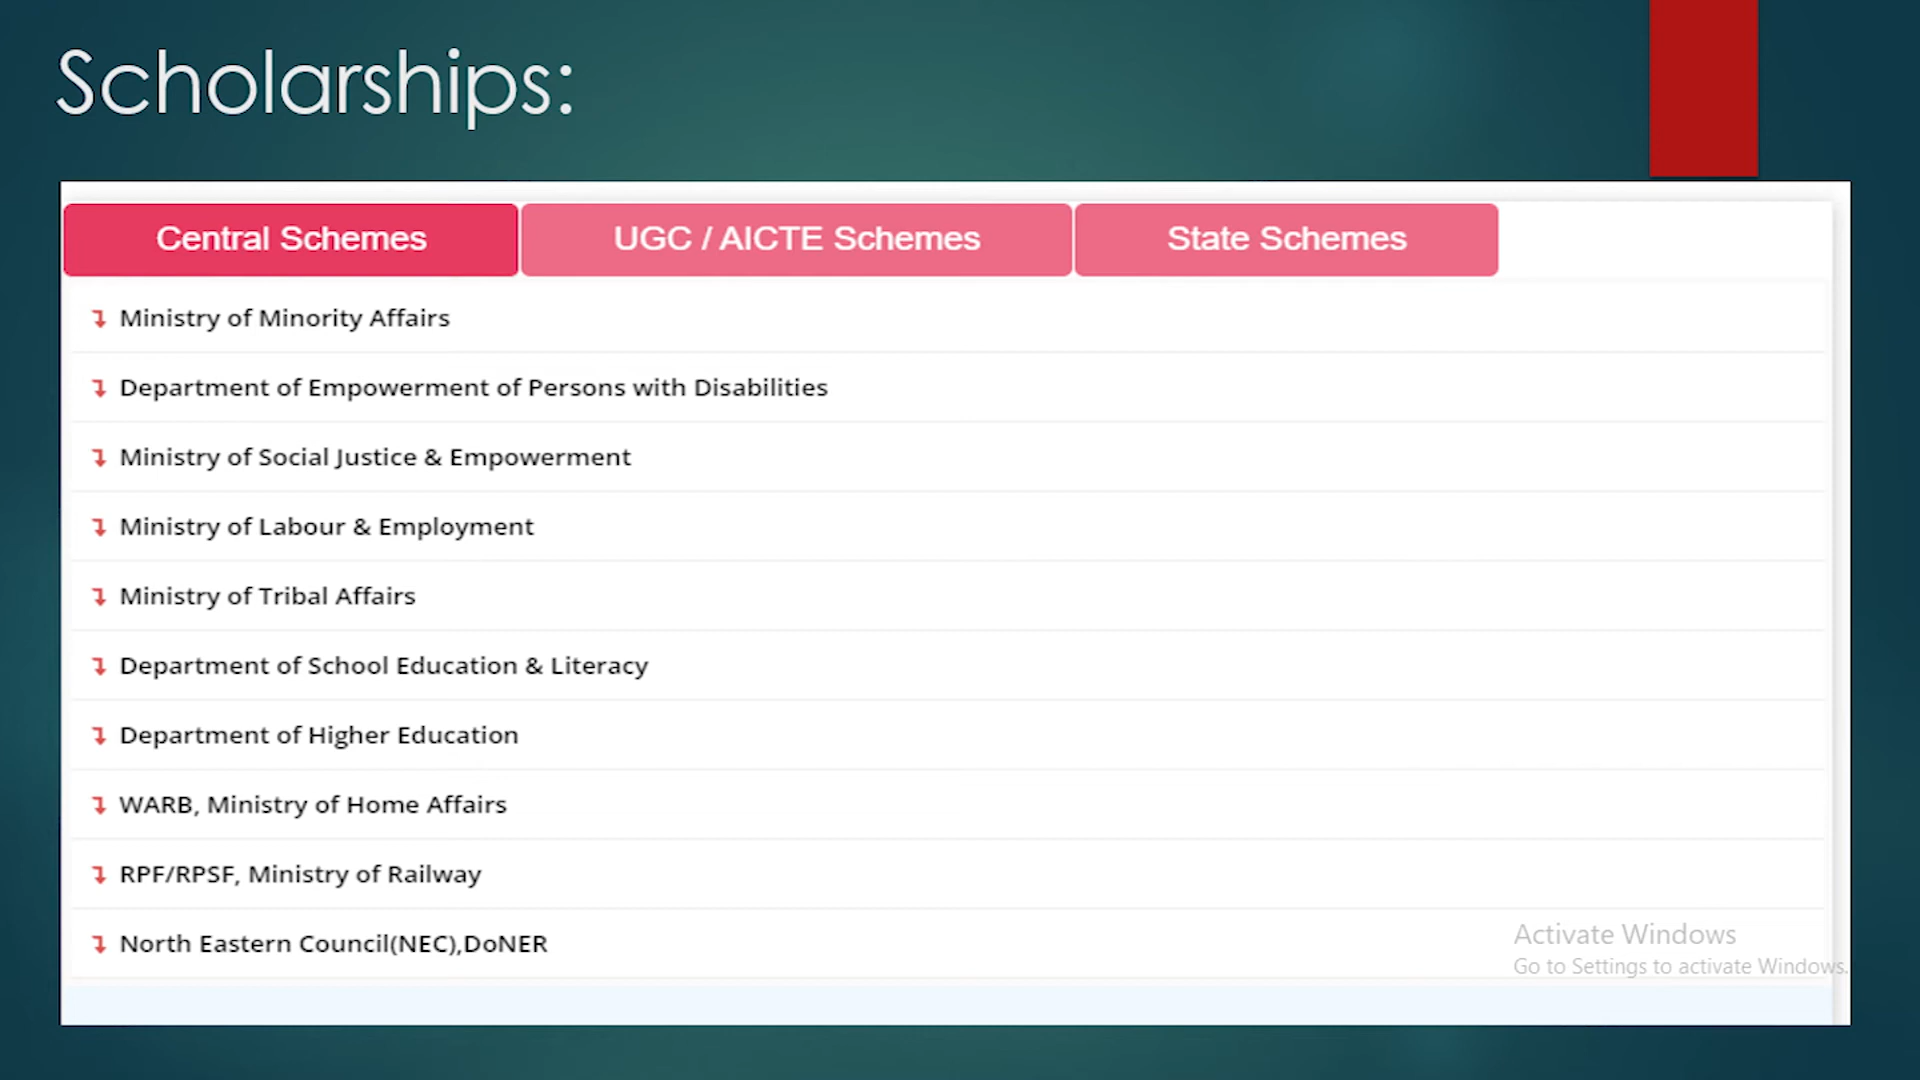 Scholarships:
Central Schemes
UGC / AICTE Schemes
State Schemes
Ministry of Minority Affairs
Department of Empowerment of Persons with Disabilities
Ministry of Social Justice & Empowerment
Ministry of Labour & Employment
Ministry of Tribal Affairs
Department of School Education & Literacy
Department of Higher Education
WARB, Ministry of Home Affairs
RPF/RPSF, Ministry of Railway
North Eastern Council(NEC),DoNER
Activate Windows
Go to Settings to activate Windows.